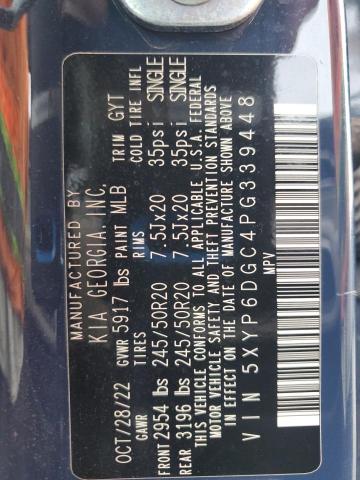 MANUFACTURED BY
KIA GEORGIA, INC.
OCT/28/22 GVWR 5917 lbs PAINT MLB TRIM GYT
GAWR TIRES RIMS COLD TIRE INFL
FRONT 2954 lbs 245/50R20 7.5Jx20 35psi SINGLE
REAR 3196 lbs 245/50R20 7.5Jx20 35psi SINGLE
THIS VEHICLE CONFORMS TO ALL APPLICABLE U.S.A. FEDERAL
MOTOR VEHICLE SAFETY AND THEFT PREVENTION STANDARDS
IN EFFECT ON THE DATE OF MANUFACTURE SHOWN ABOVE
VIN 5XYP6DGC4PG339448
MPV